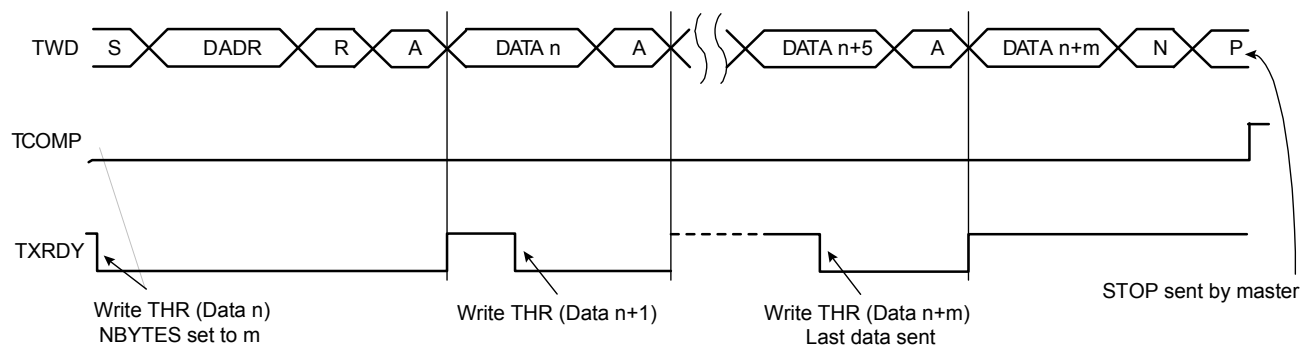 TWD S DADR R A DATA n A DATA n+5 A DATA n+m N P
TCOMP
TXRDY
Write THR (Data n)
NBYTES set to m
Write THR (Data n+1)
Write THR (Data n+m)
Last data sent
STOP sent by master